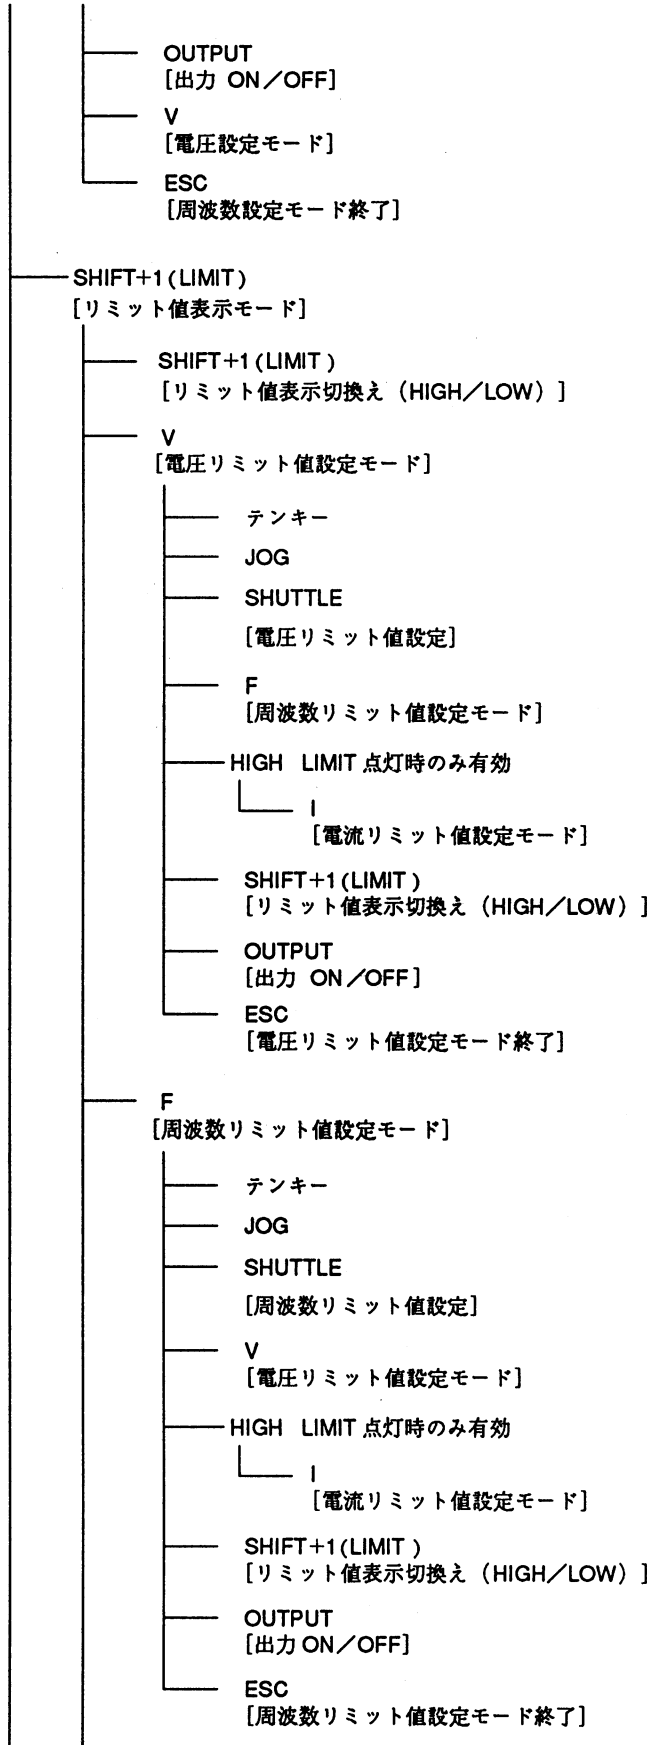 OUTPUT
[出力 ON／OFF]
V
[電圧設定モード]
ESC
[周波数設定モード終了]
SHIFT+1(LIMIT)
[リミット値表示モード]
SHIFT+1(LIMIT)
[リミット値表示切換え（HIGH／LOW）]
V
[電圧リミット値設定モード]
テンキー
JOG
SHUTTLE
[電圧リミット値設定]
F
[周波数リミット値設定モード]
HIGH LIMIT 点灯時のみ有効
I
[電流リミット値設定モード]
SHIFT+1(LIMIT)
[リミット値表示切換え（HIGH／LOW）]
OUTPUT
[出力 ON／OFF]
ESC
[電圧リミット値設定モード終了]
F
[周波数リミット値設定モード]
テンキー
JOG
SHUTTLE
[周波数リミット値設定]
V
[電圧リミット値設定モード]
HIGH LIMIT 点灯時のみ有効
I
[電流リミット値設定モード]
SHIFT+1(LIMIT)
[リミット値表示切換え（HIGH／LOW）]
OUTPUT
[出力 ON／OFF]
ESC
[周波数リミット値設定モード終了]